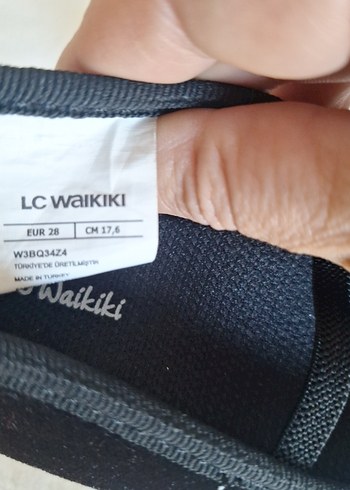 LC WAIKIKI
EUR 28 CM 17,6
W3BQ34Z4
TÜRKİYE'DE ÜRETİLMİŞTİR
MADE IN TURKEY
Waikiki